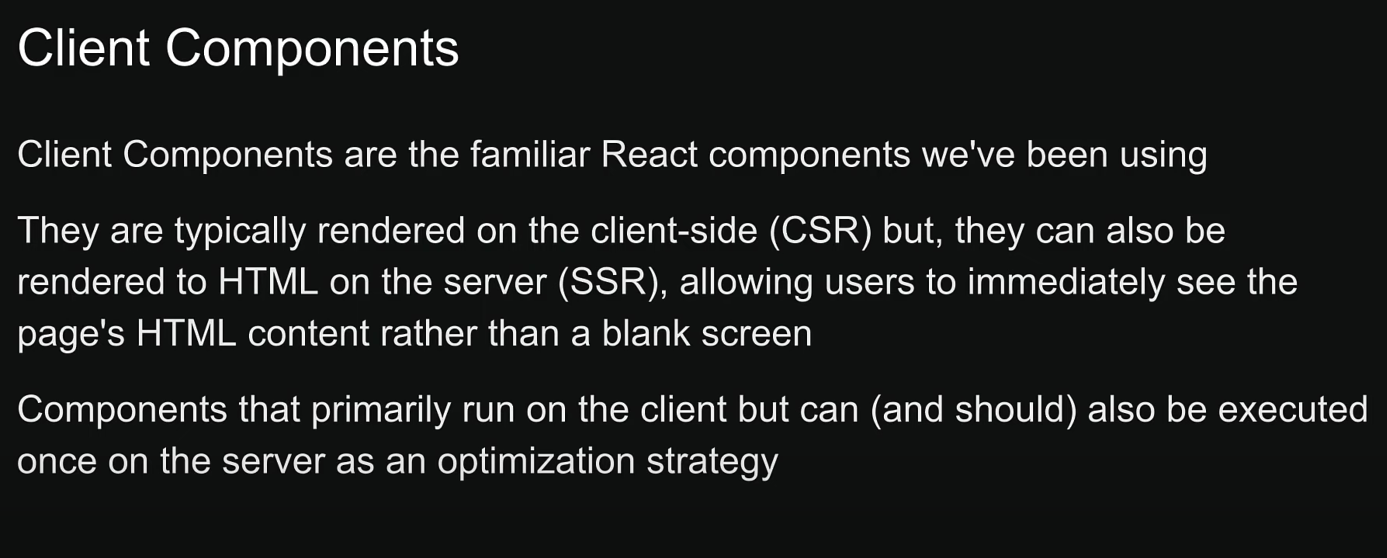 Client Components
Client Components are the familiar React components we've been using
They are typically rendered on the client-side (CSR) but, they can also be
rendered to HTML on the server (SSR), allowing users to immediately see the
page's HTML content rather than a blank screen
Components that primarily run on the client but can (and should) also be executed
once on the server as an optimization strategy